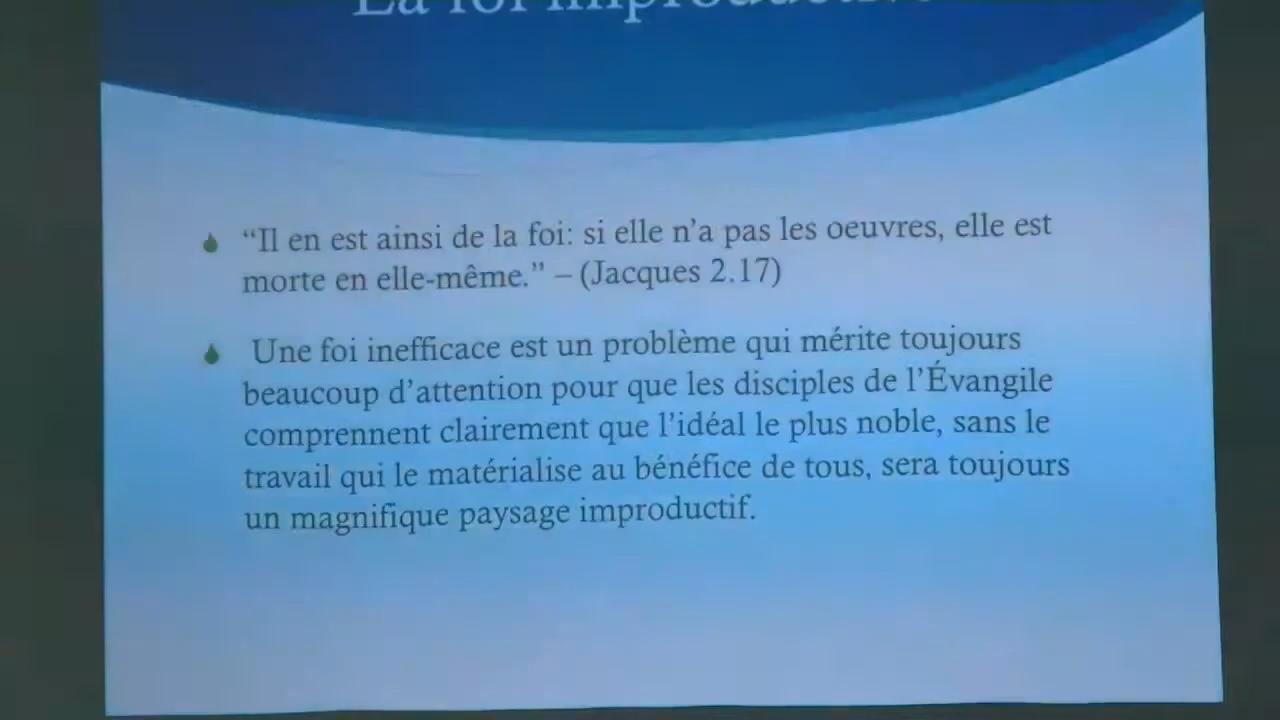 La foi improductive
“Il en est ainsi de la foi: si elle n’a pas les oeuvres, elle est
morte en elle-même.” – (Jacques 2.17)
Une foi inefficace est un problème qui mérite toujours
beaucoup d’attention pour que les disciples de l’Évangile
comprennent clairement que l’idéal le plus noble, sans le
travail qui le matérialise au bénéfice de tous, sera toujours
un magnifique paysage improductif.